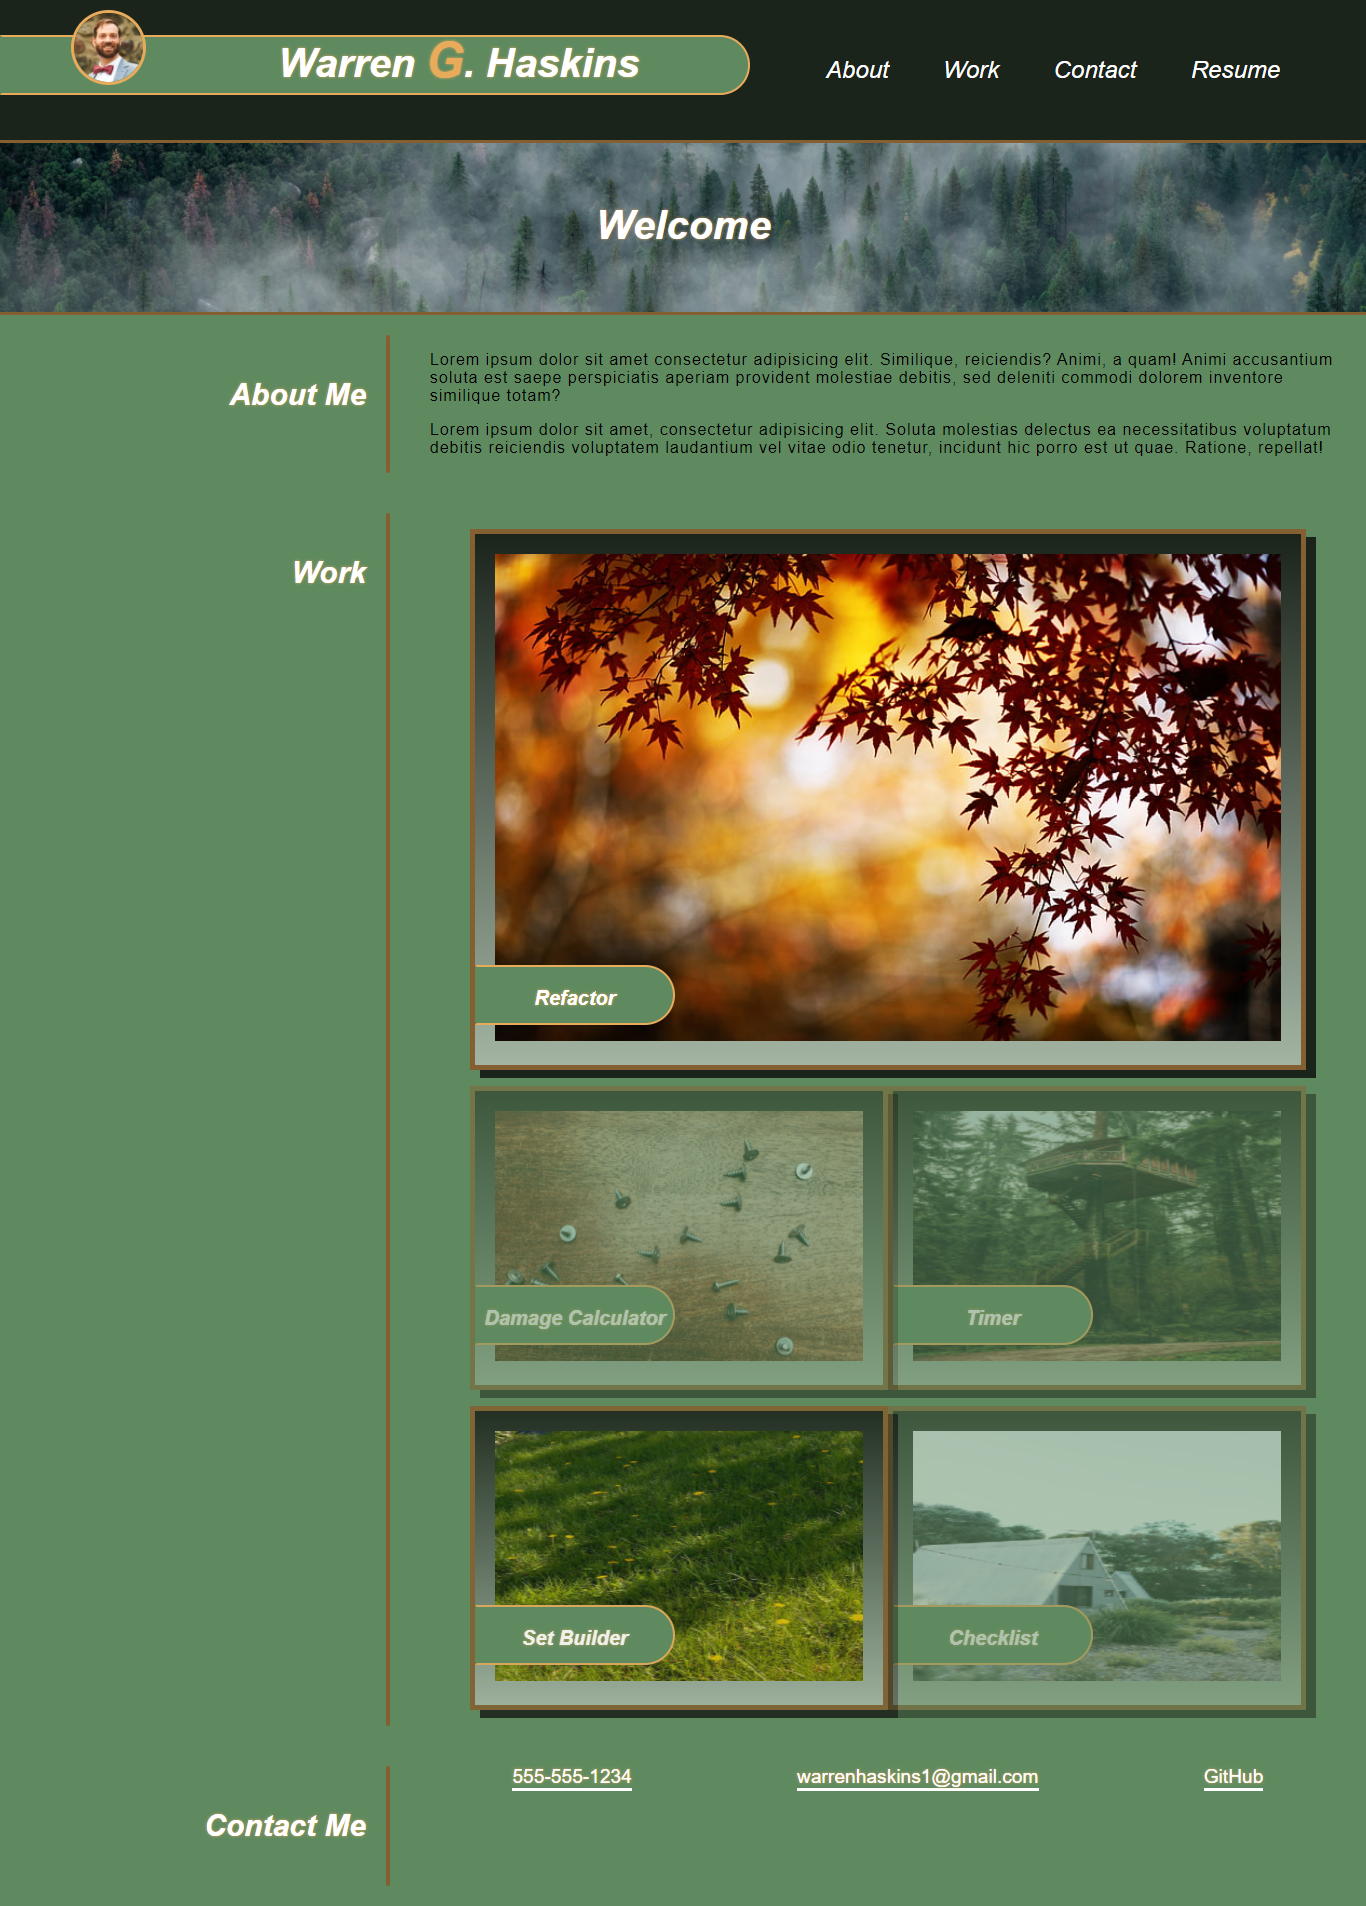 Warren G. Haskins
About Work Contact Resume
Welcome
About Me
Lorem ipsum dolor sit amet consectetur adipisicing elit. Similique, reiciendis? Animi, a quam! Animi accusantium
soluta est saepe perspiciatis aperiam provident molestiae debitis, sed deleniti commodi dolorem inventore
similique totam?
Lorem ipsum dolor sit amet, consectetur adipisicing elit. Soluta molestias delectus ea necessitatibus voluptatum
debitis reiciendis voluptatem laudantium vel vitae odio tenetur, incidunt hic porro est ut quae. Ratione, repellat!
Work
Refactor
Damage Calculator
Timer
Set Builder
Checklist
Contact Me
555-555-1234
warrenhaskins1@gmail.com
GitHub